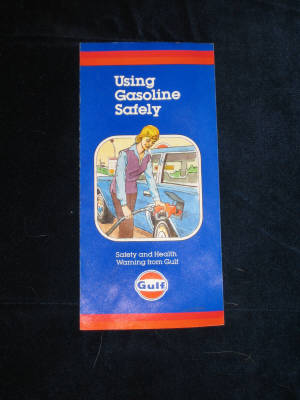 Using
Gasoline
Safely
Safety and Health
Warning from Gulf
Gulf